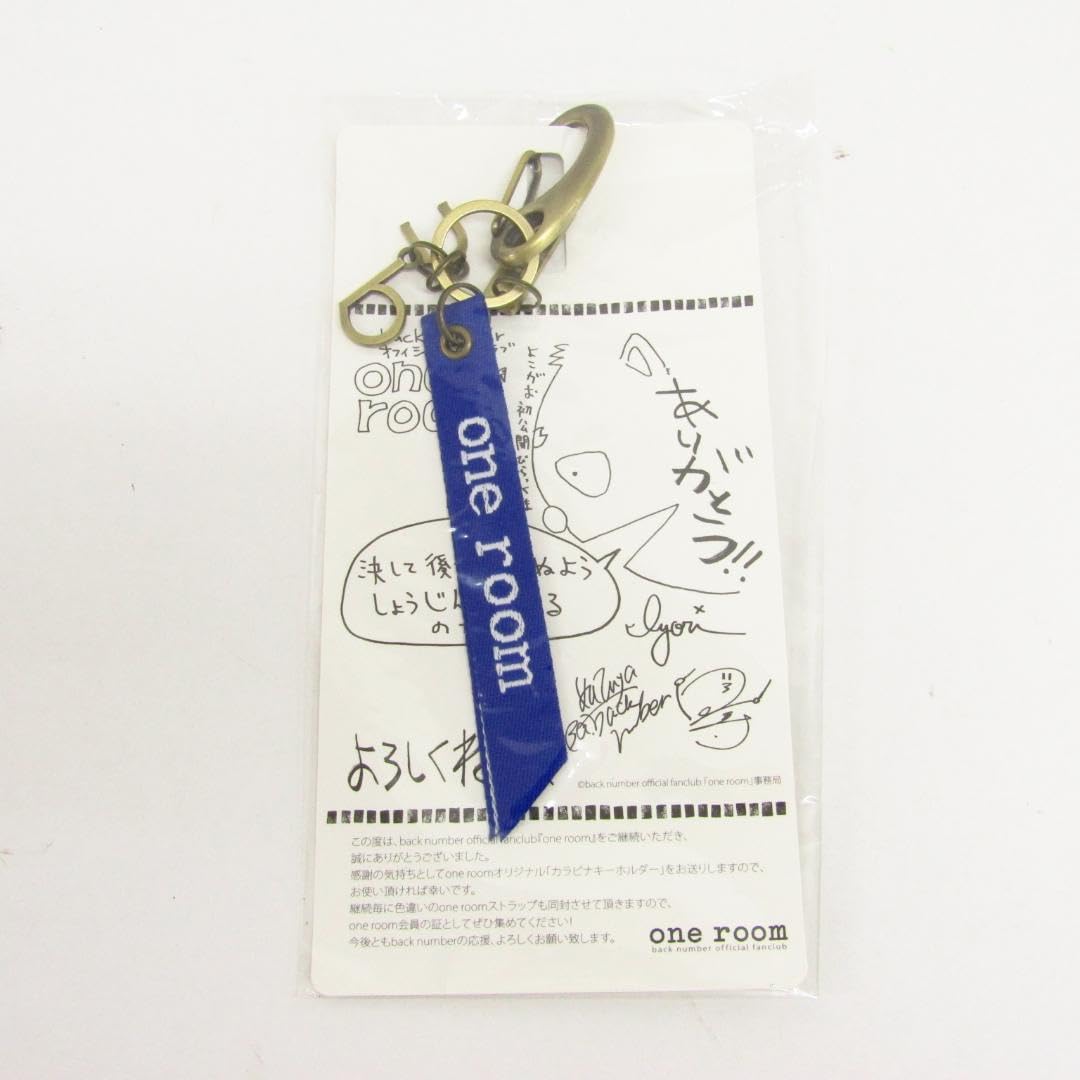 one room
back
オフィシ
one
roo
よこがお初公開
ありがとう!!
決して後 ぬよう
しょうじ る
の
Iyori
Kazuya
back
number
よろしくね
©back number official fanclub「one room」事務局
この度は、back number official fanclub『one room』をご継続いただき、
誠にありがとうございました。
感謝の気持ちとしてone roomオリジナル「カラビナキーホルダー」をお送りしますので、
お使い頂ければ幸いです。
継続毎に色違いのone roomストラップも同封させて頂きますので、
one room会員の証としてぜひ集めてください!
今後ともback numberの応援、よろしくお願い致します。
one room
back number official fanclub